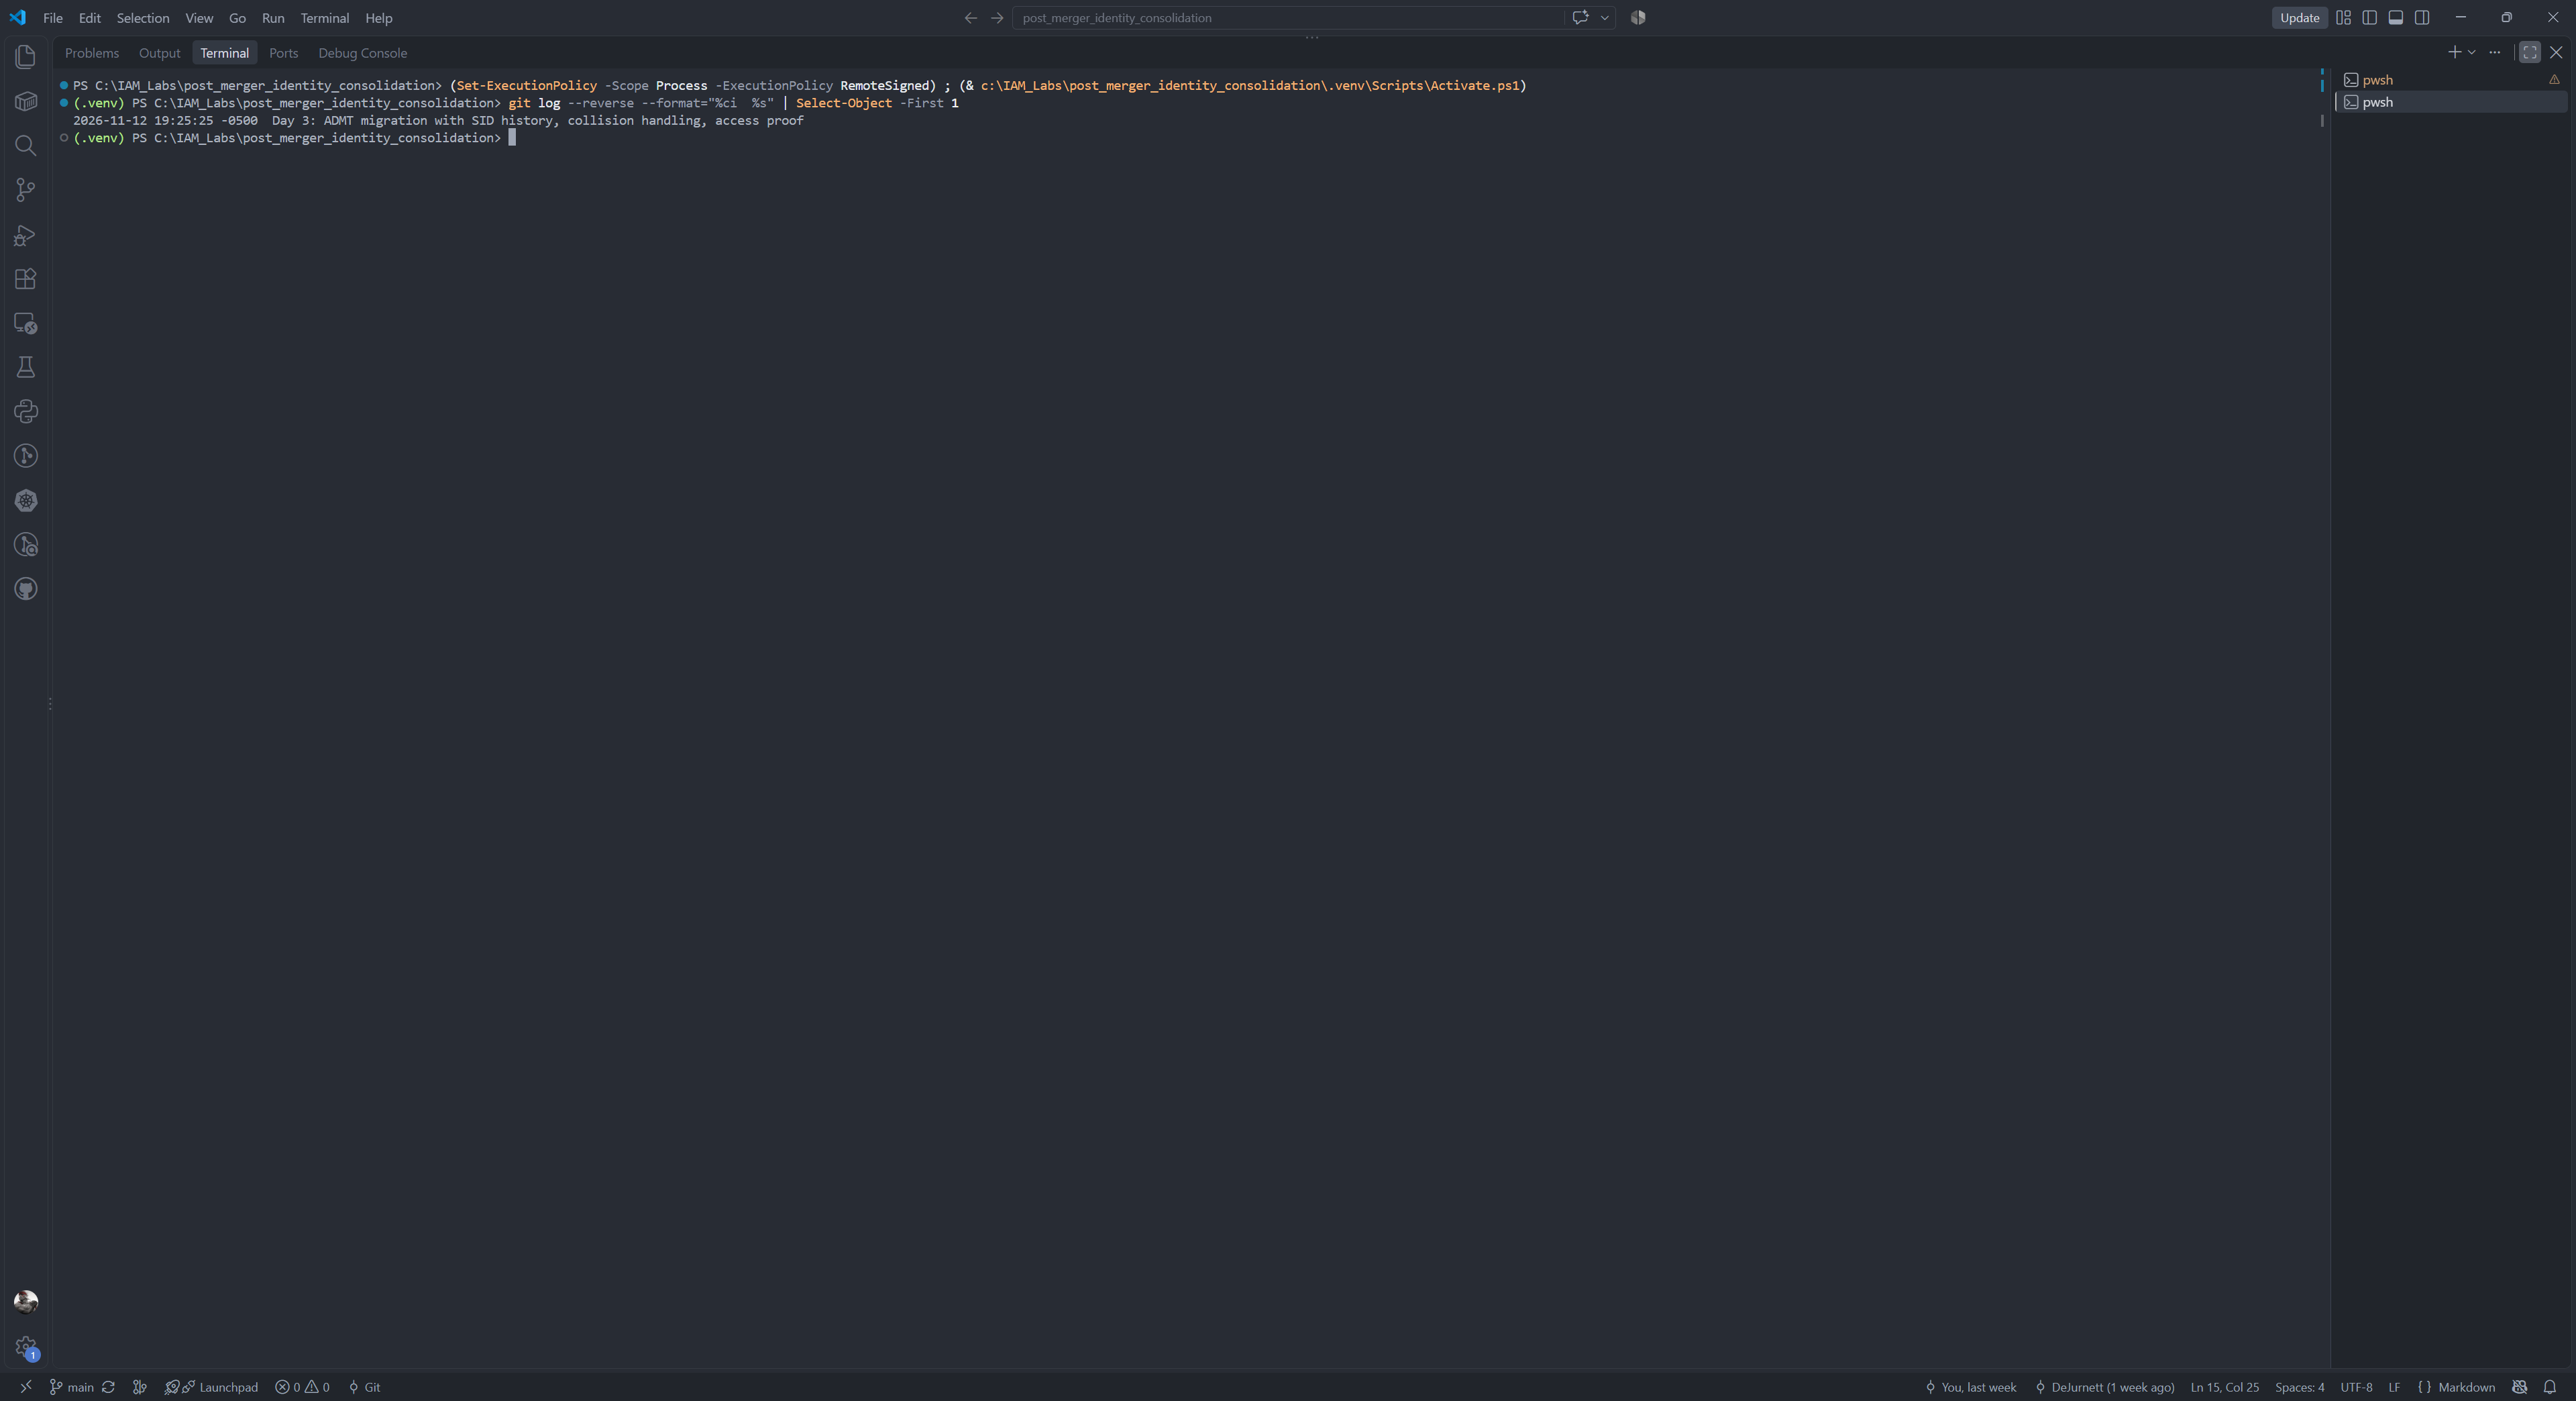 File Edit Selection View Go Run Terminal Help
post_merger_identity_consolidation
Update
Problems Output Terminal Ports Debug Console
PS C:\IAM_Labs\post_merger_identity_consolidation> (Set-ExecutionPolicy -Scope Process -ExecutionPolicy RemoteSigned) ; (& c:\IAM_Labs\post_merger_identity_consolidation\.venv\Scripts\Activate.ps1)
(.venv) PS C:\IAM_Labs\post_merger_identity_consolidation> git log --reverse --format="%ci  %s" | Select-Object -First 1
2026-11-12 19:25:25 -0500  Day 3: ADMT migration with SID history, collision handling, access proof
(.venv) PS C:\IAM_Labs\post_merger_identity_consolidation>
pwsh
pwsh
1
main Launchpad 0 0 Git
You, last week DeJurnett (1 week ago) Ln 15, Col 25 Spaces: 4 UTF-8 LF { } Markdown